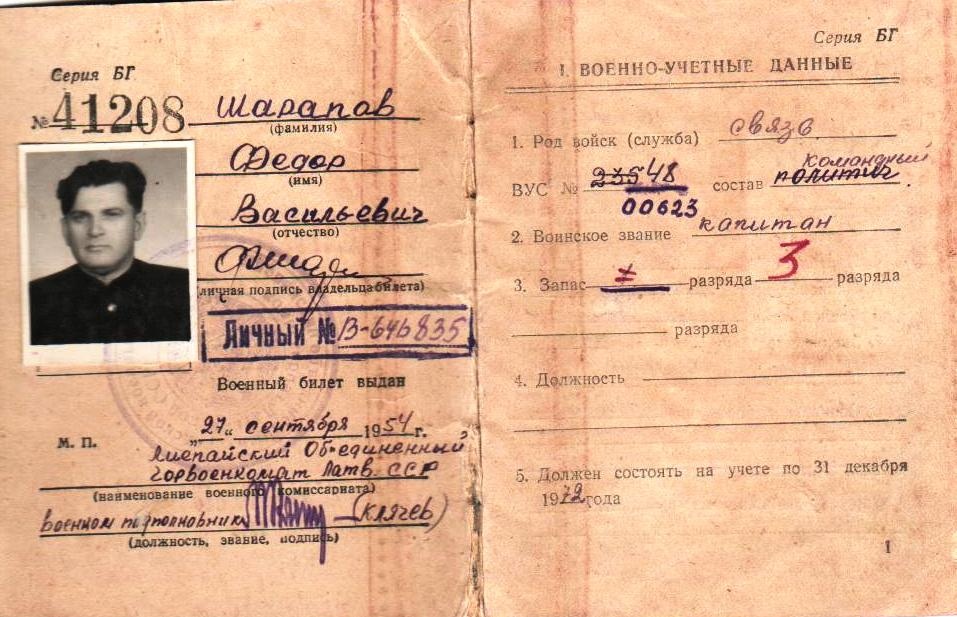 Серия БГ
№ 41208
Шарапов
(фамилия)
Федор
(имя)
Васильевич
(отчество)
(личная подпись владельца билета)
Личный № В-646835
Военный билет выдан
М. П.
„27“ сентября 1954 г.
Лиепайский Объединенный
горвоенкомат Латв. ССР
(наименование военного комиссариата)
Военком подполковник (Клячев)
(должность, звание, подпись)
Серия БГ
I. ВОЕННО-УЧЕТНЫЕ ДАННЫЕ
1. Род войск (служба) связь
командный
ВУС № 23548 состав политич.
00623
2. Воинское звание капитан
3. Запас разряда 3 разряда
разряда
4. Должность
5. Должен состоять на учете по 31 декабря
1972 года
1